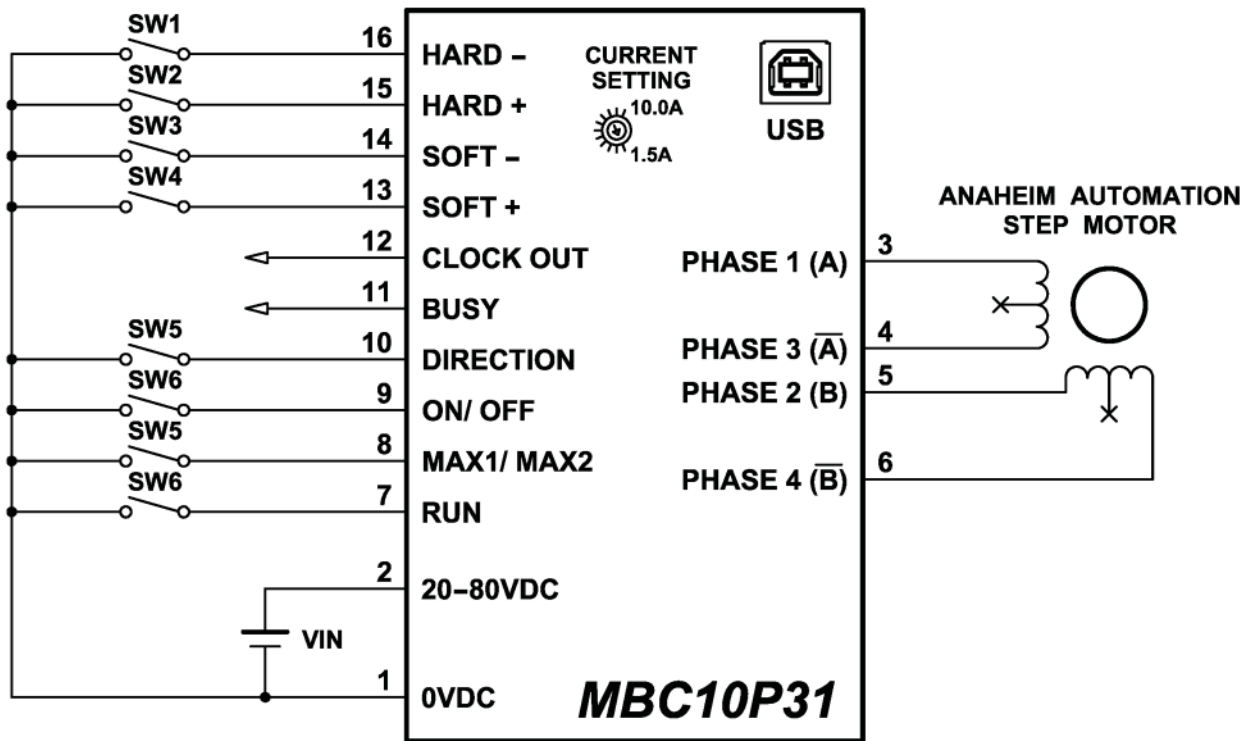 SW1
16
HARD –
SW2
15
HARD +
SW3
14
SOFT –
SW4
13
SOFT +
12
CLOCK OUT
11
BUSY
SW5
10
DIRECTION
SW6
9
ON/ OFF
SW5
8
MAX1/ MAX2
SW6
7
RUN
2
20–80VDC
VIN
1
0VDC
CURRENT
SETTING
10.0A
1.5A
USB
PHASE 1 (A)
3
PHASE 3 (A̅)
4
PHASE 2 (B)
5
PHASE 4 (B̅)
6
ANAHEIM AUTOMATION
STEP MOTOR
MBC10P31